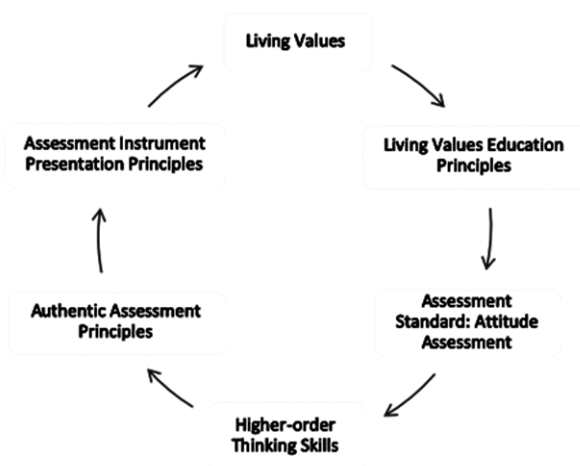 Living Values
Living Values Education
Principles
Assessment
Standard: Attitude
Assessment
Higher-order
Thinking Skills
Authentic Assessment
Principles
Assessment Instrument
Presentation Principles